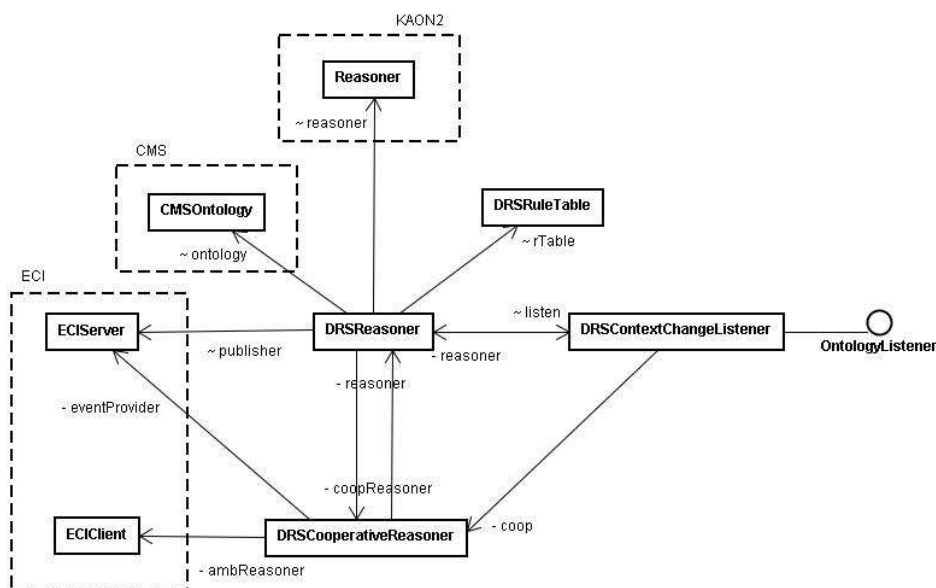 KAON2
Reasoner
~ reasoner
CMS
CMSOntology
~ ontology
DRSRuleTable
~ rTable
ECI
ECIServer
DRSReasoner
~ listen
DRSContextChangeListener
OntologyListener
~ publisher
- reasoner
- reasoner
- eventProvider
- coopReasoner
- coop
ECIClient
DRSCooperativeReasoner
- ambReasoner